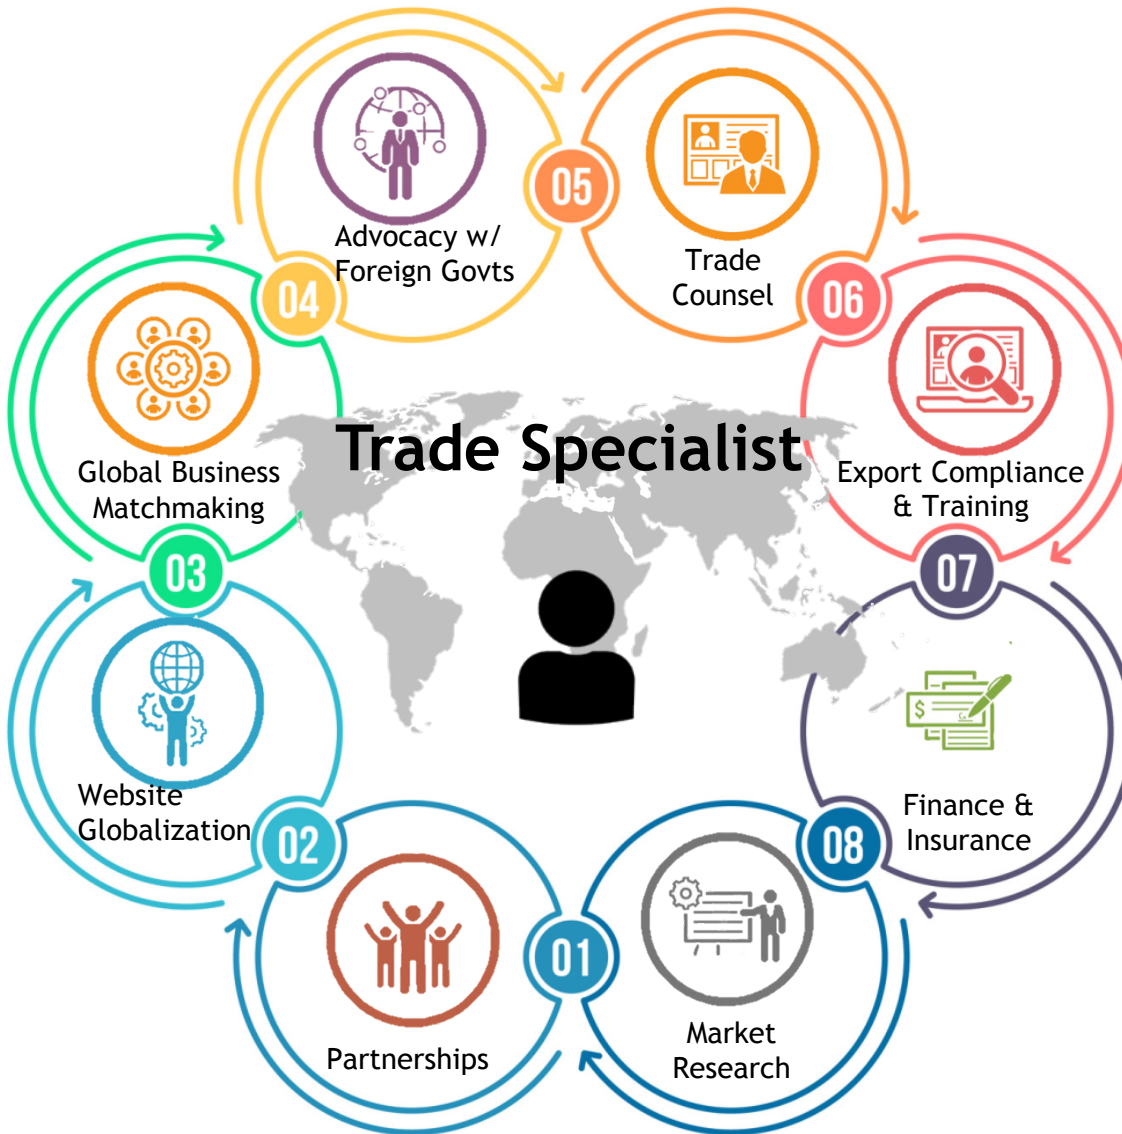 05
Advocacy w/
Foreign Govts
Trade
Counsel
04
06
Trade Specialist
Global Business
Matchmaking
Export Compliance
& Training
03
07
$
Website
Globalization
Finance &
Insurance
02
08
01
Partnerships
Market
Research